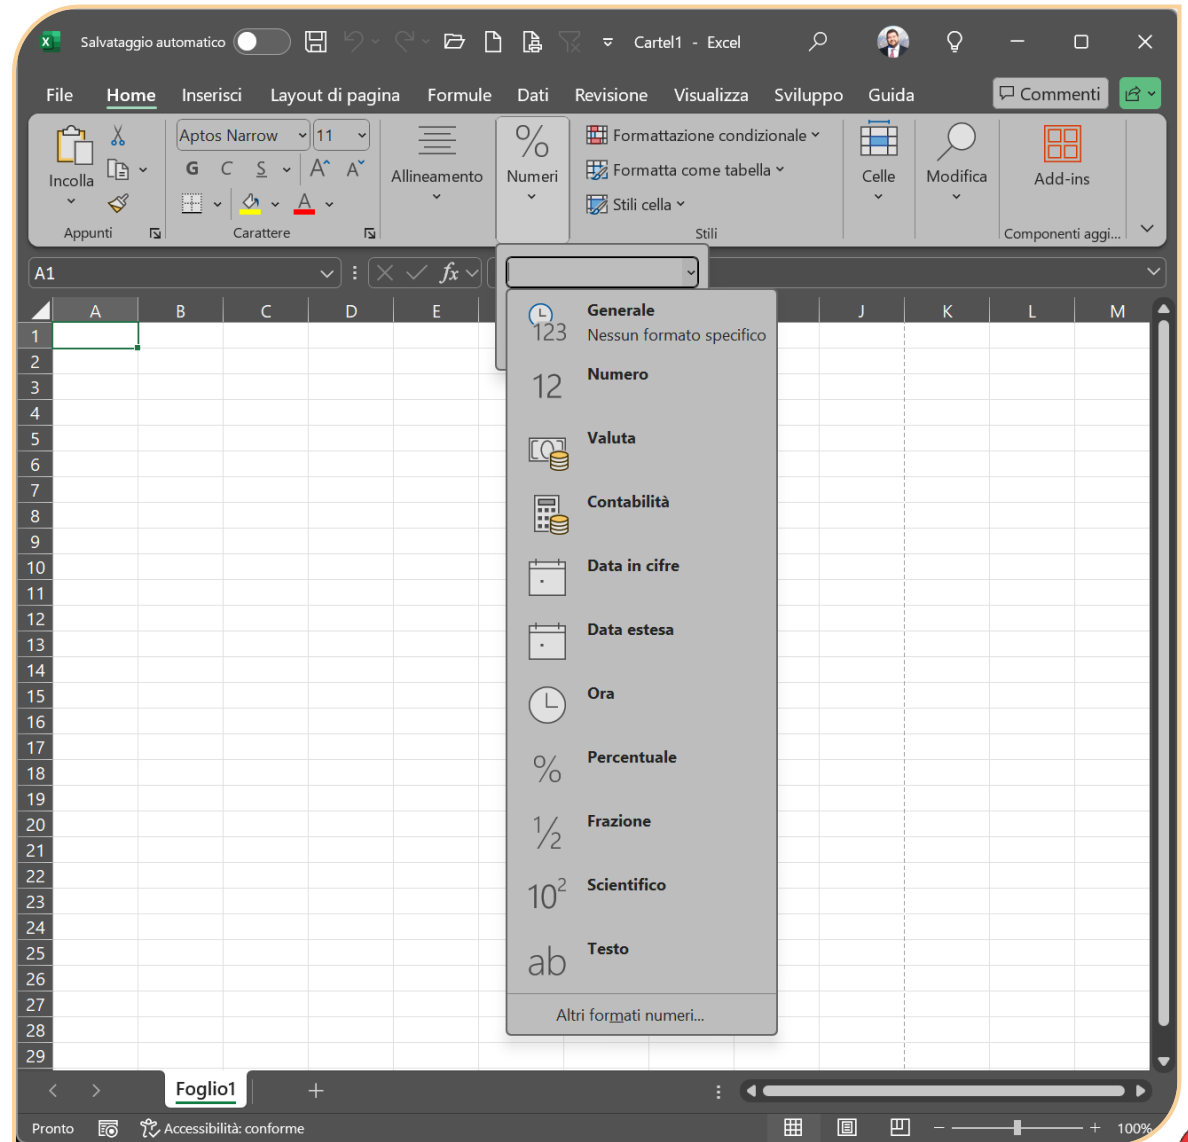 Salvataggio automatico
Cartel1 - Excel
File Home Inserisci Layout di pagina Formule Dati Revisione Visualizza Sviluppo Guida Commenti
Incolla
Appunti
Aptos Narrow 11
G C S A A
A
Carattere
Allineamento
%
Numeri
Formattazione condizionale
Formatta come tabella
Stili cella
Stili
Celle
Modifica
Add-ins
Componenti aggi...
A1 fx
A B C D E J K L M
1
2
3
4
5
6
7
8
9
10
11
12
13
14
15
16
17
18
19
20
21
22
23
24
25
26
27
28
29
123 Generale
Nessun formato specifico
12 Numero
Valuta
Contabilità
Data in cifre
Data estesa
Ora
% Percentuale
1/2 Frazione
10² Scientifico
ab Testo
Altri formati numeri...
Foglio1
Pronto Accessibilità: conforme 100%